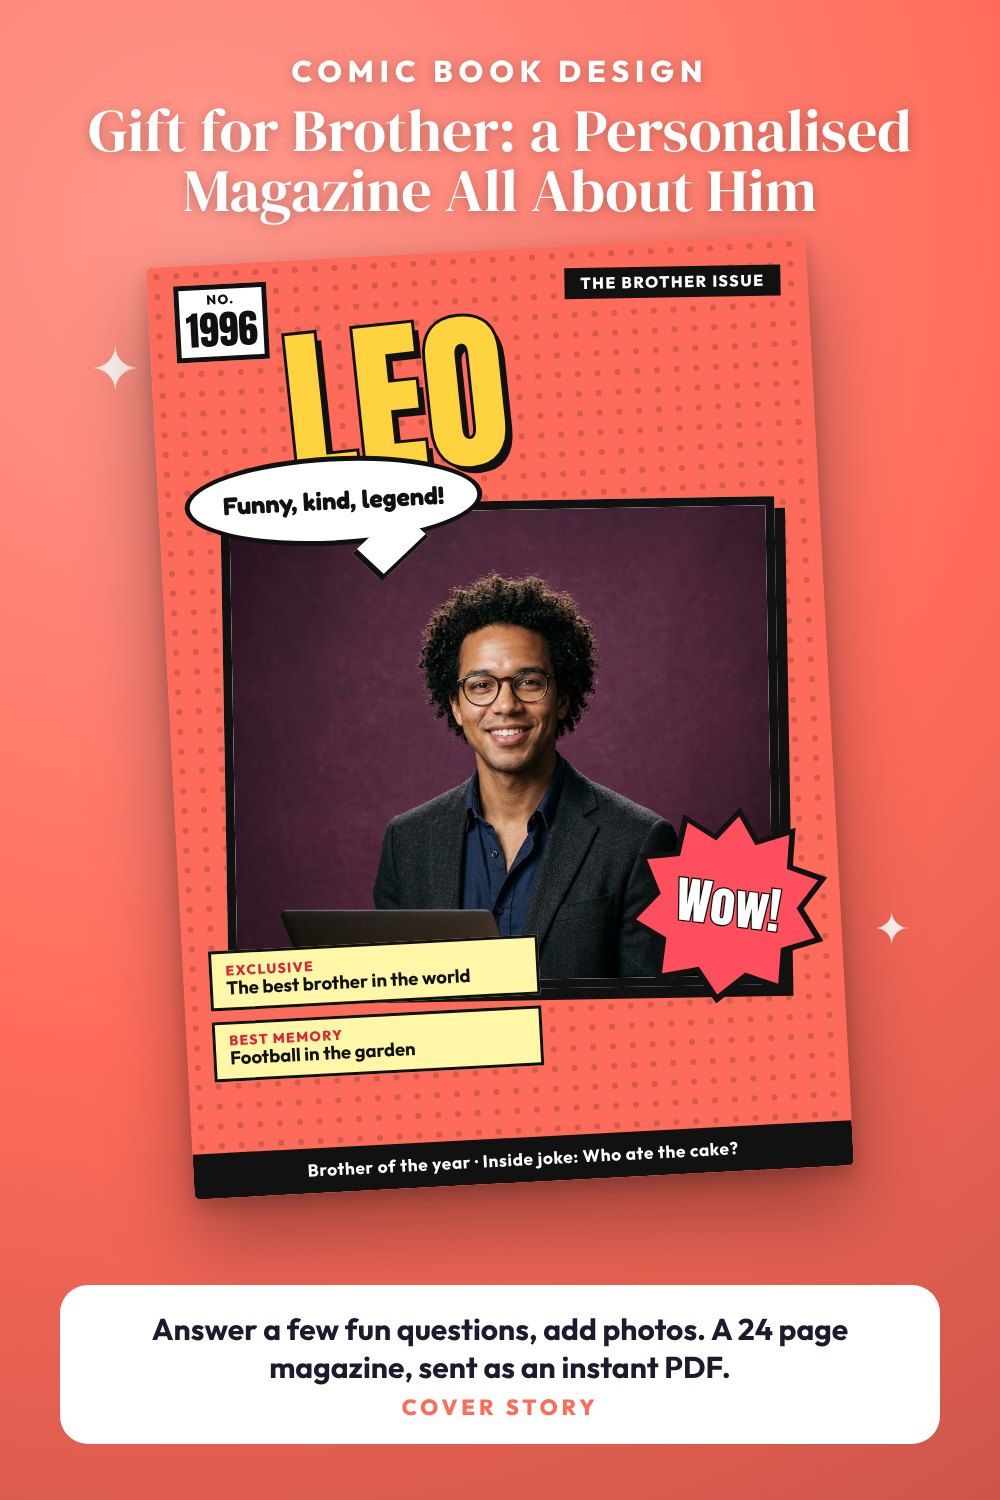 COMIC BOOK DESIGN
Gift for Brother: a Personalised
Magazine All About Him
THE BROTHER ISSUE
NO.
1996
LEO
Funny, kind, legend!
Wow!
EXCLUSIVE
The best brother in the world
BEST MEMORY
Football in the garden
Brother of the year · Inside joke: Who ate the cake?
Answer a few fun questions, add photos. A 24 page
magazine, sent as an instant PDF.
COVER STORY